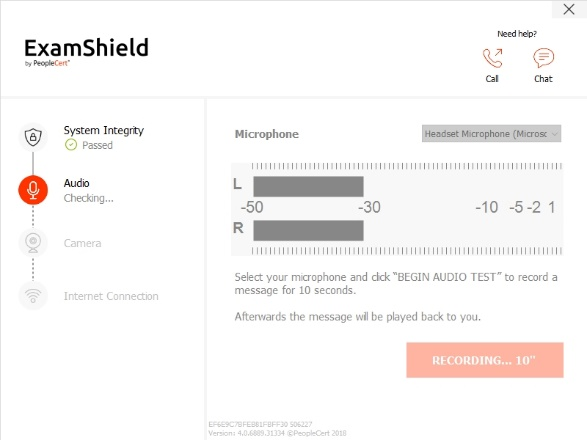 Need help?
ExamShield
by PeopleCert
Call
Chat
System Integrity
Passed
Audio
Checking...
Camera
Internet Connection
Microphone
Headset Microphone (Microsc
L
-50 -30 -10 -5 -2 1
R
Select your microphone and click "BEGIN AUDIO TEST" to record a
message for 10 seconds.
Afterwards the message will be played back to you.
RECORDING... 10"
Version: 4.0.6889.31334 ©PeopleCert 2018